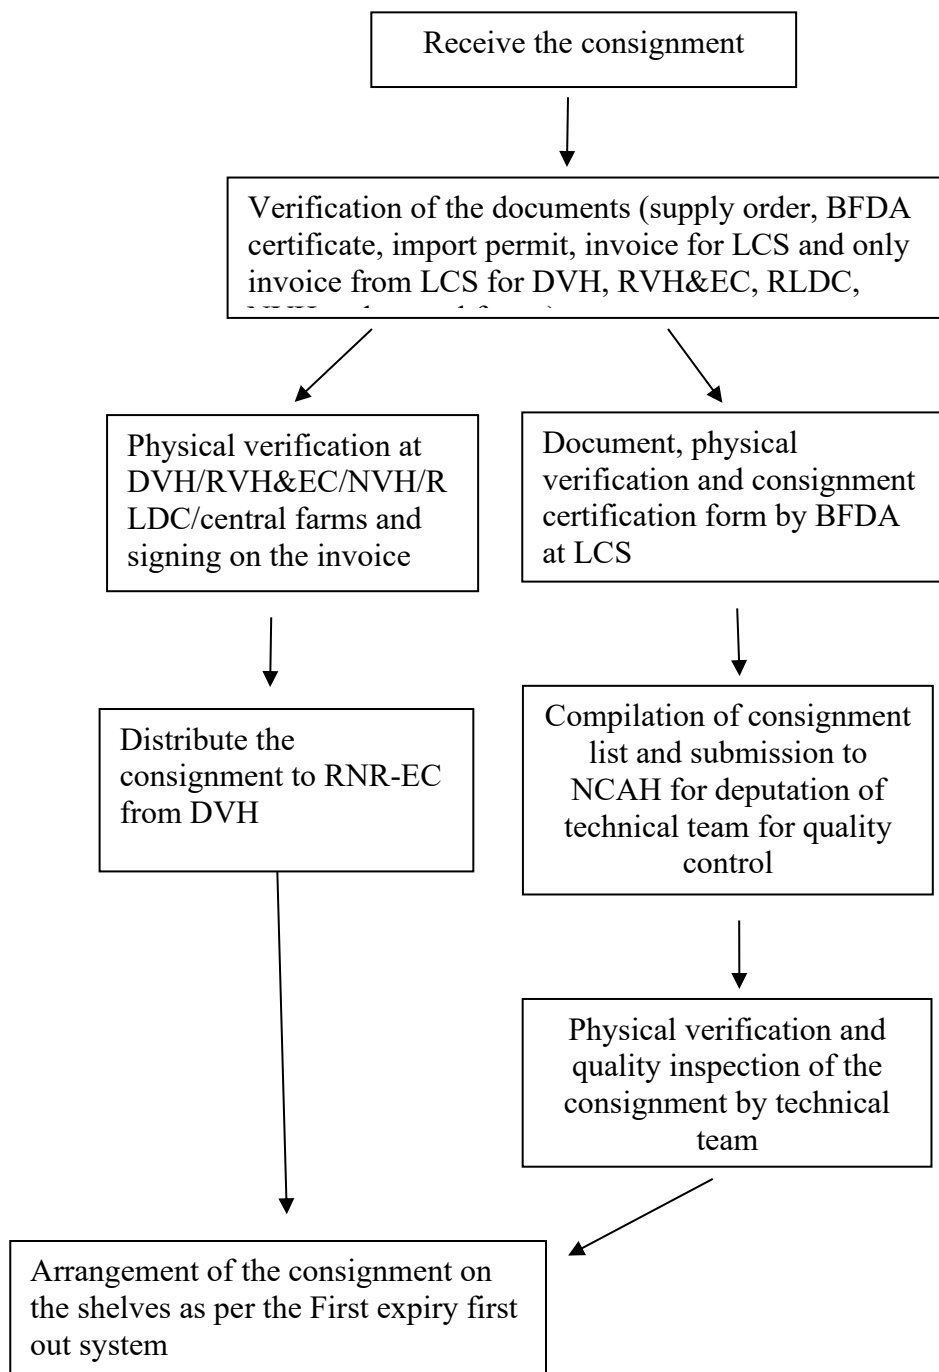 Receive the consignment
Verification of the documents (supply order, BFDA
certificate, import permit, invoice for LCS and only
invoice from LCS for DVH, RVH&EC, RLDC,
Physical verification at
DVH/RVH&EC/NVH/R
LDC/central farms and
signing on the invoice
Document, physical
verification and consignment
certification form by BFDA
at LCS
Distribute the
consignment to RNR-EC
from DVH
Compilation of consignment
list and submission to
NCAH for deputation of
technical team for quality
control
Physical verification and
quality inspection of the
consignment by technical
team
Arrangement of the consignment on
the shelves as per the First expiry first
out system